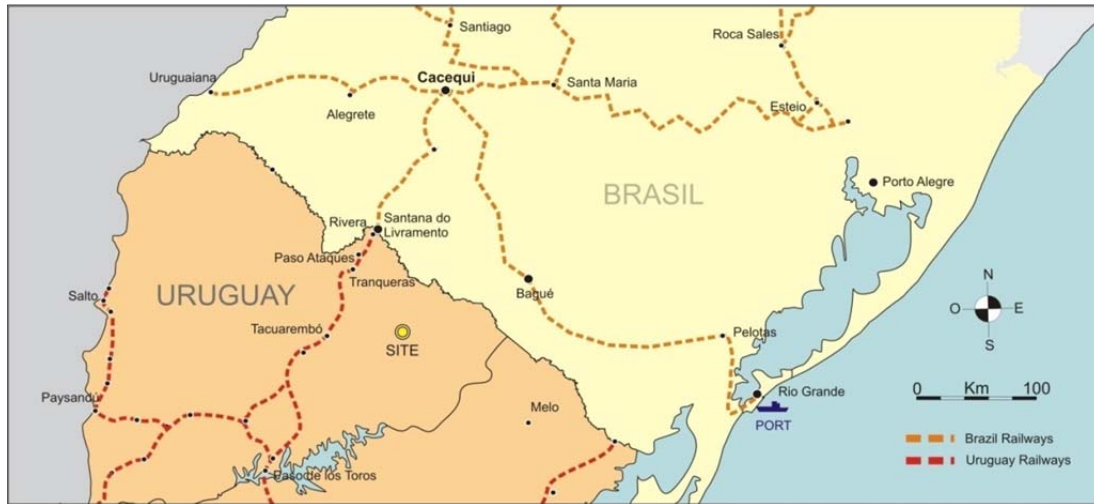 Santiago
Roca Sales
Uruguaiana
Cacequi
Santa Maria
Alegrete
Esteio
BRASIL
Porto Alegre
Rivera
Santana do
Livramento
Paso Ataques
Tranqueras
Salto
URUGUAY
Bagué
Tacuarembó
SITE
Pelotas
N
O
E
S
Paysandú
Rio Grande
PORT
Melo
Paso de los Toros
0 Km 100
Brazil Railways
Uruguay Railways